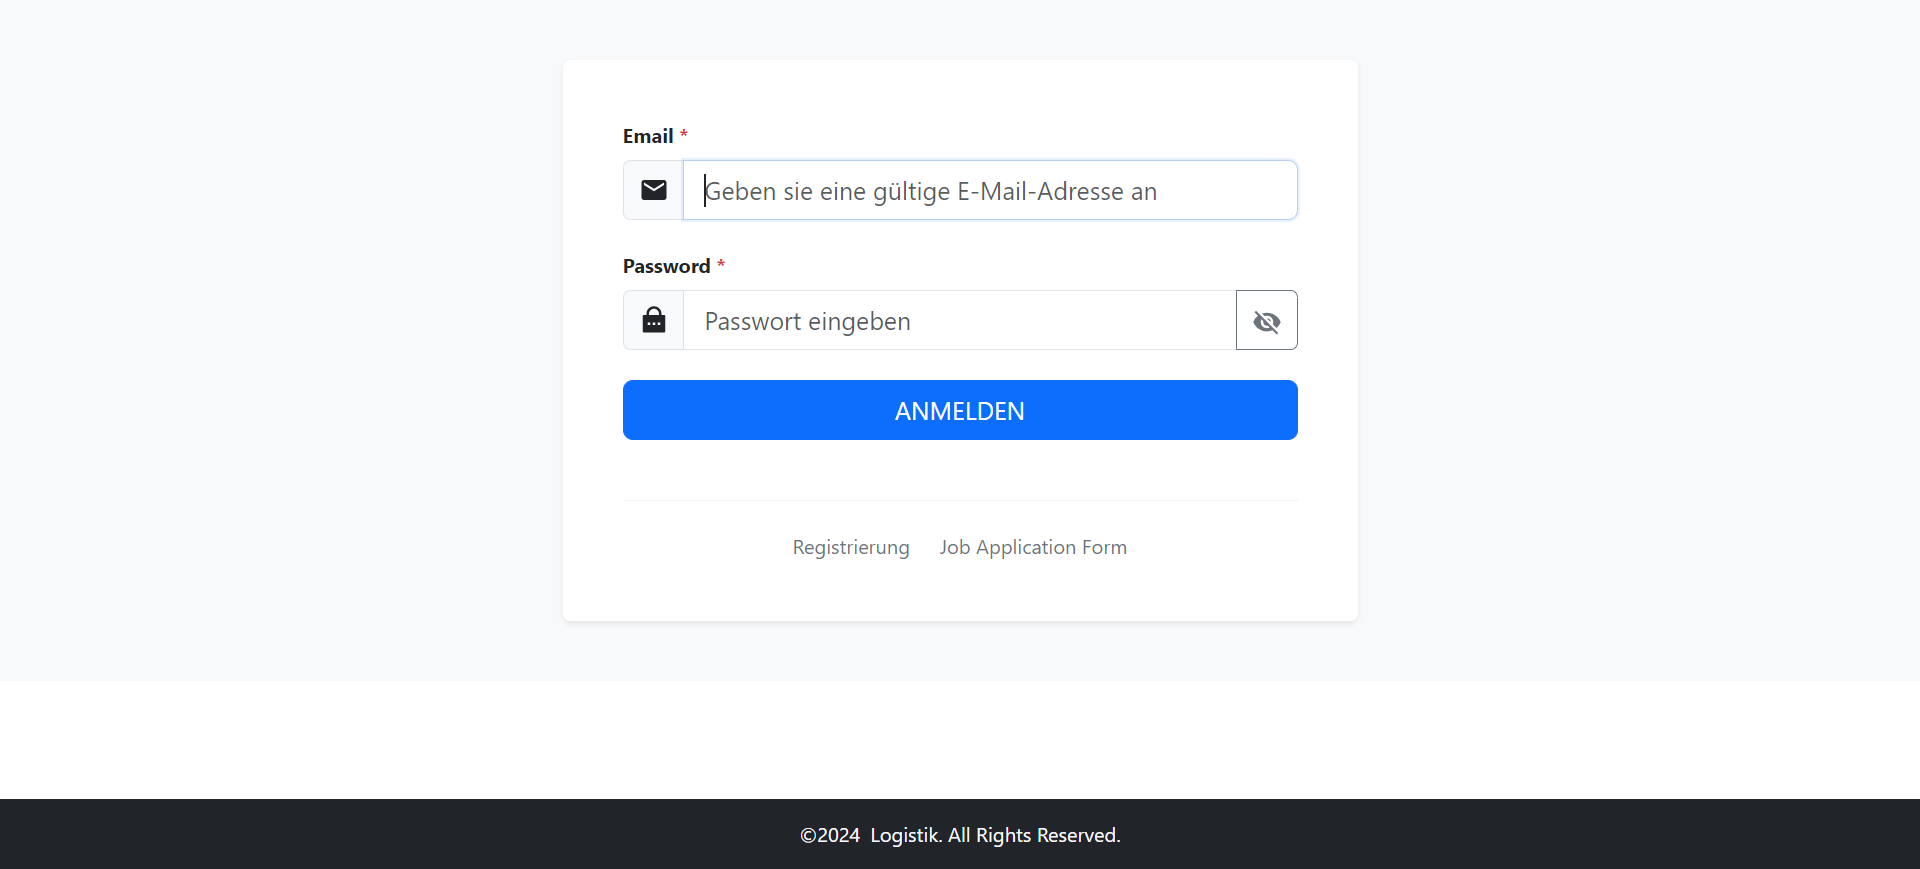 Email *
Geben sie eine gültige E-Mail-Adresse an
Password *
Passwort eingeben
ANMELDEN
Registrierung Job Application Form
©2024 Logistik. All Rights Reserved.